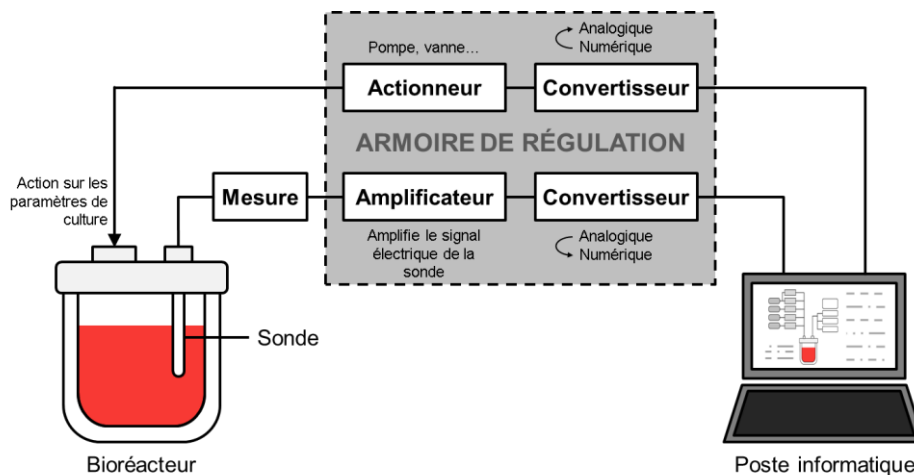 Analogique
Numérique
Pompe, vanne…
Actionneur
Convertisseur
ARMOIRE DE RÉGULATION
Action sur les
paramètres de
culture
Mesure
Amplificateur
Convertisseur
Amplifie le signal
électrique de la
sonde
Analogique
Numérique
Sonde
Bioréacteur
Poste informatique